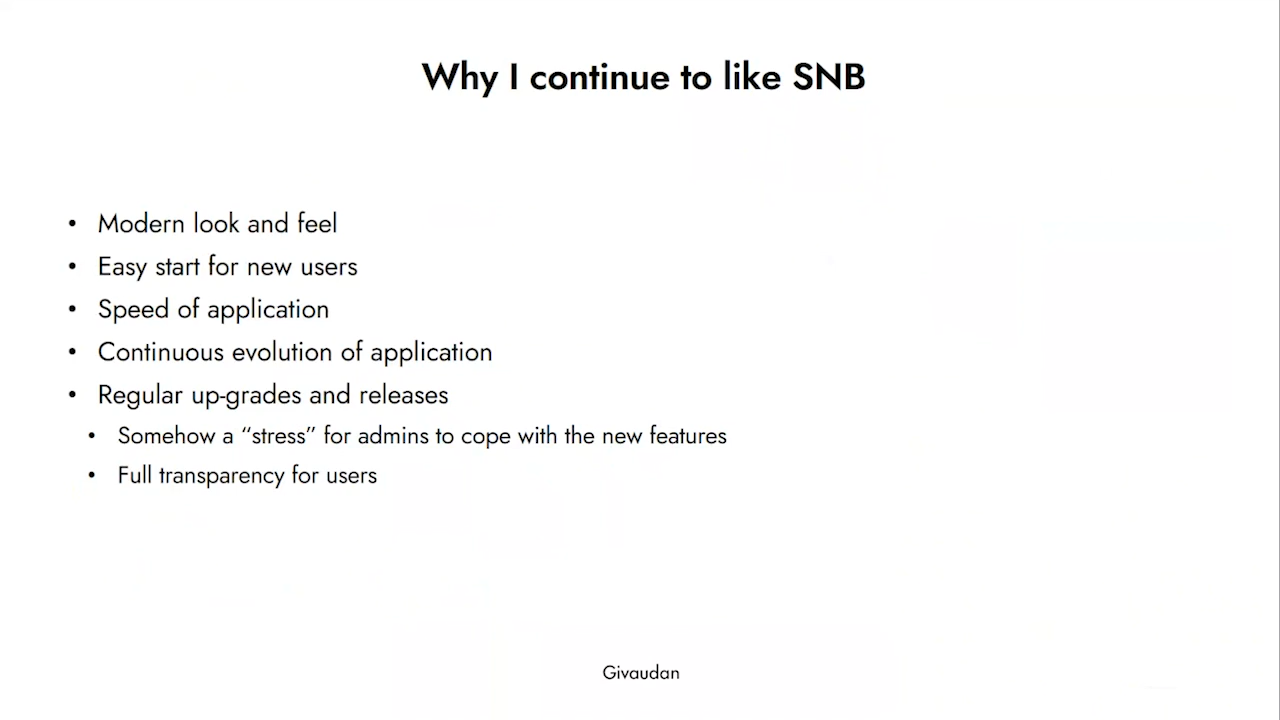 Why I continue to like SNB
• Modern look and feel
• Easy start for new users
• Speed of application
• Continuous evolution of application
• Regular up-grades and releases
• Somehow a “stress” for admins to cope with the new features
• Full transparency for users
Givaudan